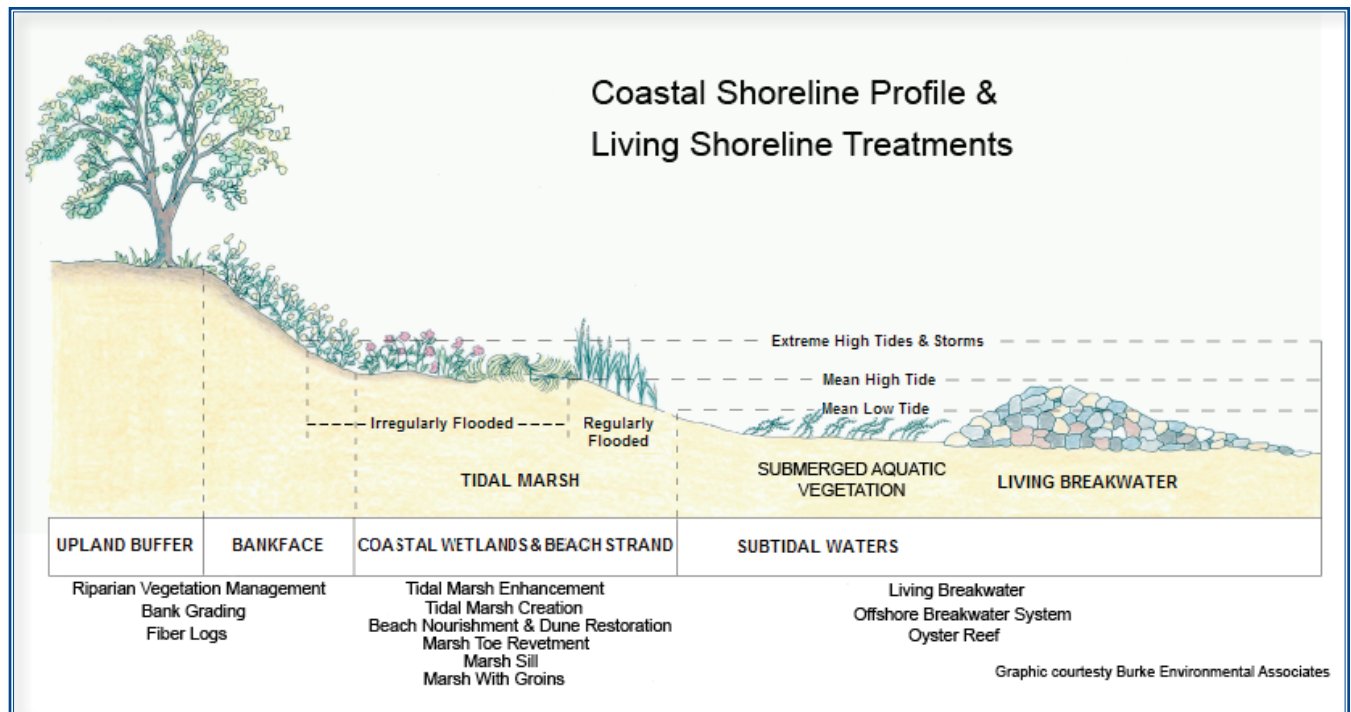 Coastal Shoreline Profile &
Living Shoreline Treatments
Extreme High Tides & Storms
Mean High Tide
Mean Low Tide
Irregularly Flooded
Regularly
Flooded
TIDAL MARSH
SUBMERGED AQUATIC
VEGETATION
LIVING BREAKWATER
UPLAND BUFFER
BANKFACE
COASTAL WETLANDS & BEACH STRAND
SUBTIDAL WATERS
Riparian Vegetation Management
Bank Grading
Fiber Logs
Tidal Marsh Enhancement
Tidal Marsh Creation
Beach Nourishment & Dune Restoration
Marsh Toe Revetment
Marsh Sill
Marsh With Groins
Living Breakwater
Offshore Breakwater System
Oyster Reef
Graphic courtesty Burke Environmental Associates